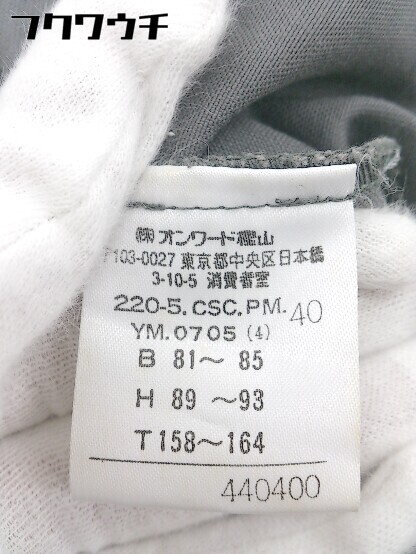 フクワウチ
㈱オンワード樫山
〒103-0027 東京都中央区日本橋
3-10-5 消費者室
220-5.CSC.PM.40
YM.0705 (4)
B 81～ 85
H 89 ～93
T 158～164
440400